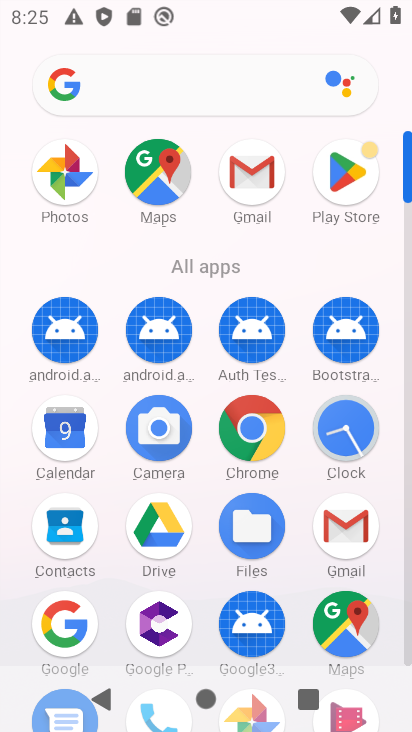 8:25
Photos Maps Gmail Play Store
All apps
android.a... android.a... Auth Tes... Bootstra...
9
Calendar Camera Chrome Clock
Contacts Drive Files Gmail
Google Google P... Google3... Maps